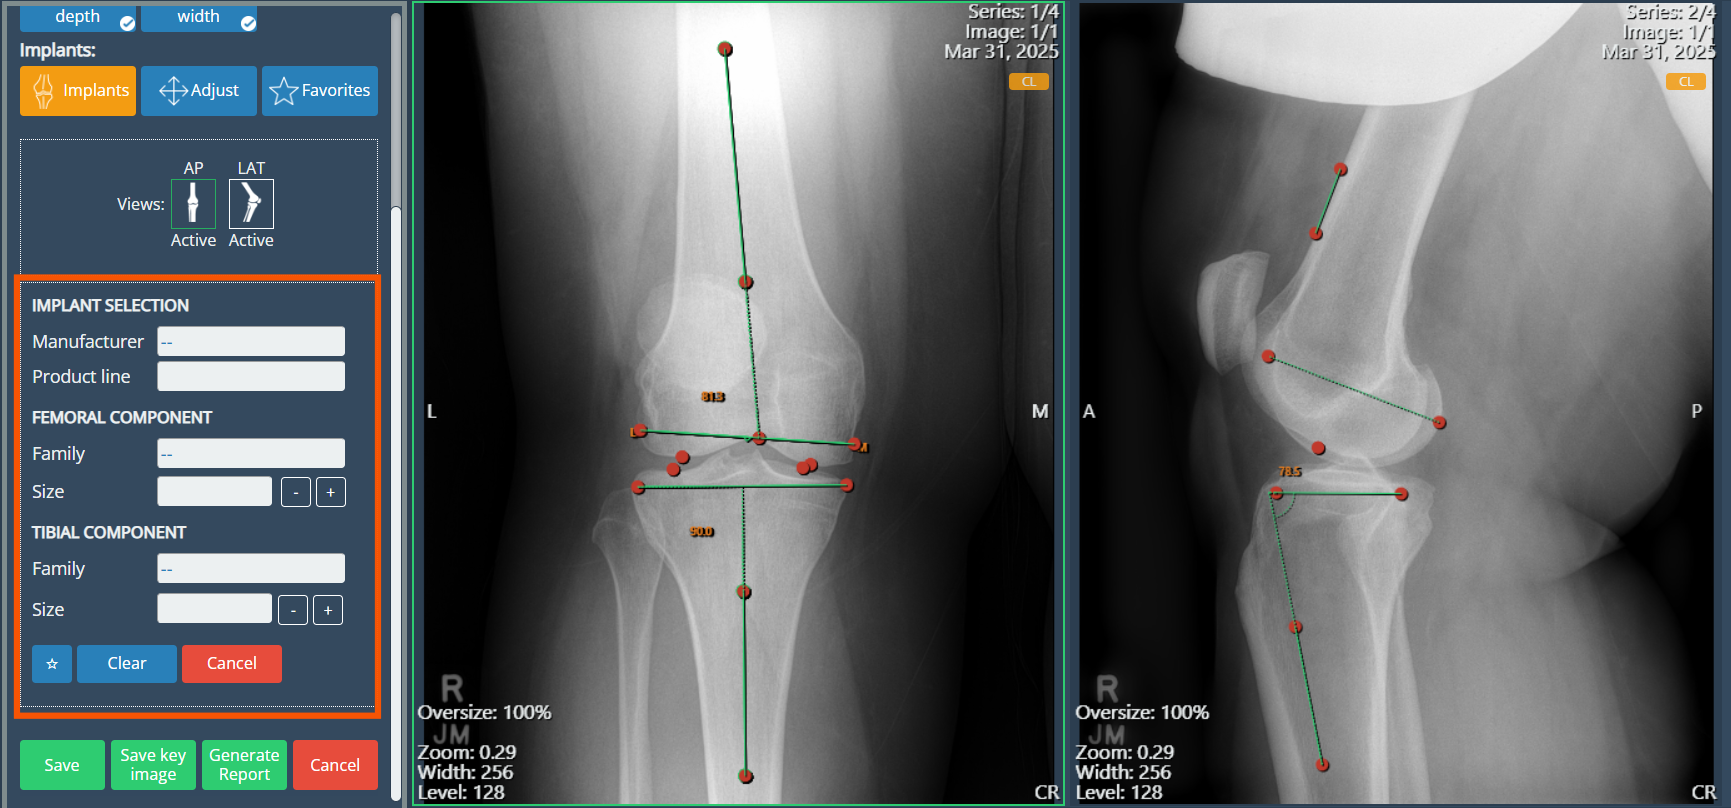 depth
width
Implants:
Implants
Adjust
Favorites
AP
LAT
Views:
Active
Active
IMPLANT SELECTION
Manufacturer
--
Product line
FEMORAL COMPONENT
Family
--
Size
-
+
TIBIAL COMPONENT
Family
--
Size
-
+
☆
Clear
Cancel
Save
Save key
image
Generate
Report
Cancel
Series: 1/4
Image: 1/1
Mar 31, 2025
CL
L
M
81.3
L
M
90.0
R
JM
Oversize: 100%
Zoom: 0.29
Width: 256
Level: 128
CR
Series: 2/4
Image: 1/1
Mar 31, 2025
CL
A
P
78.5
R
JM
Oversize: 100%
Zoom: 0.29
Width: 256
Level: 128
CR